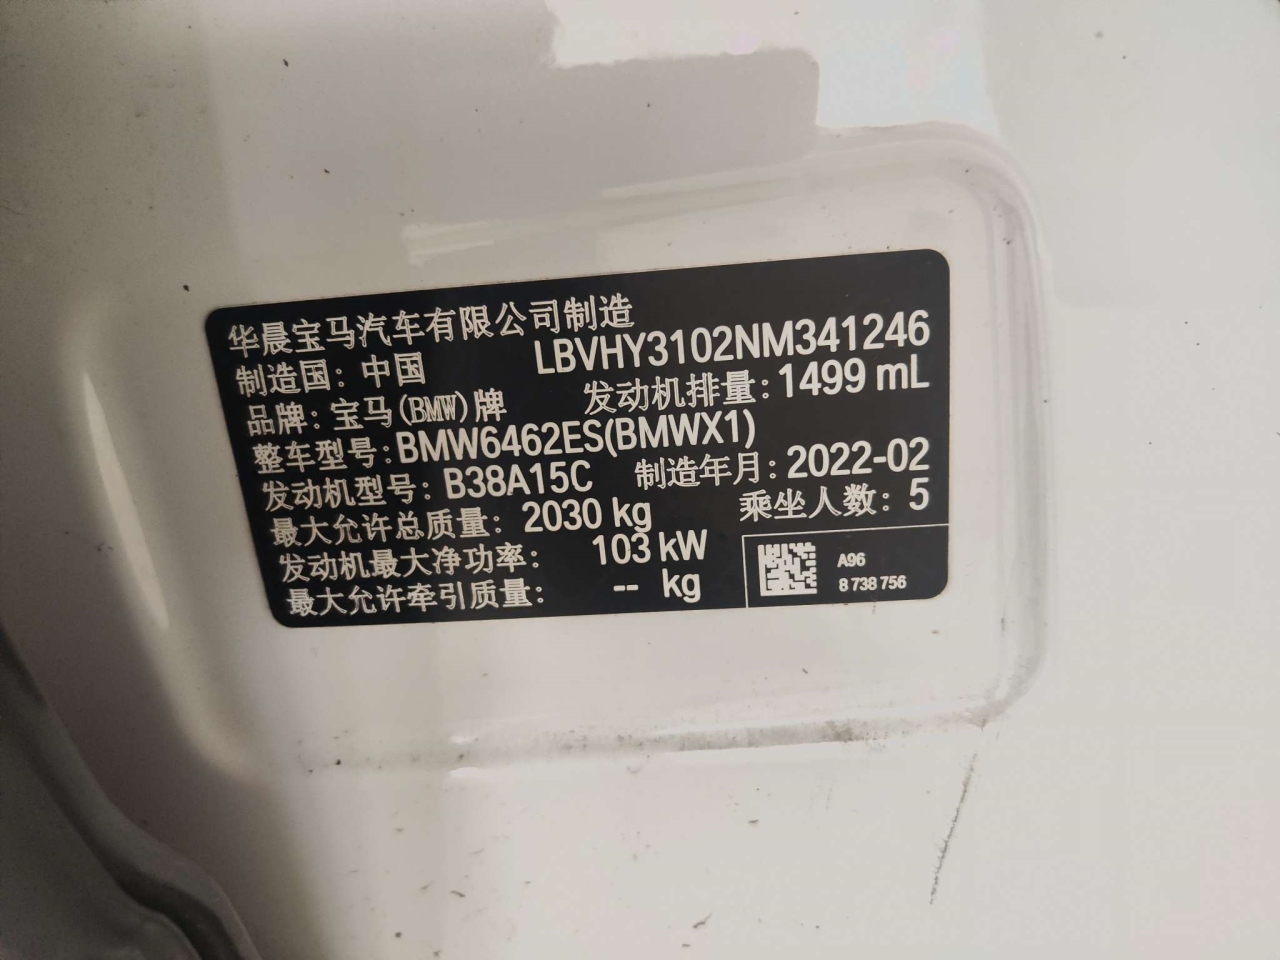 华晨宝马汽车有限公司制造
制造国：中国 LBVHY3102NM341246
品牌：宝马(BMW)牌 发动机排量：1499 mL
整车型号：BMW6462ES(BMWX1)
发动机型号：B38A15C 制造年月：2022-02
最大允许总质量：2030 kg 乘坐人数：5
发动机最大净功率：103 kW
最大允许牵引质量：-- kg
A96
8 738 756